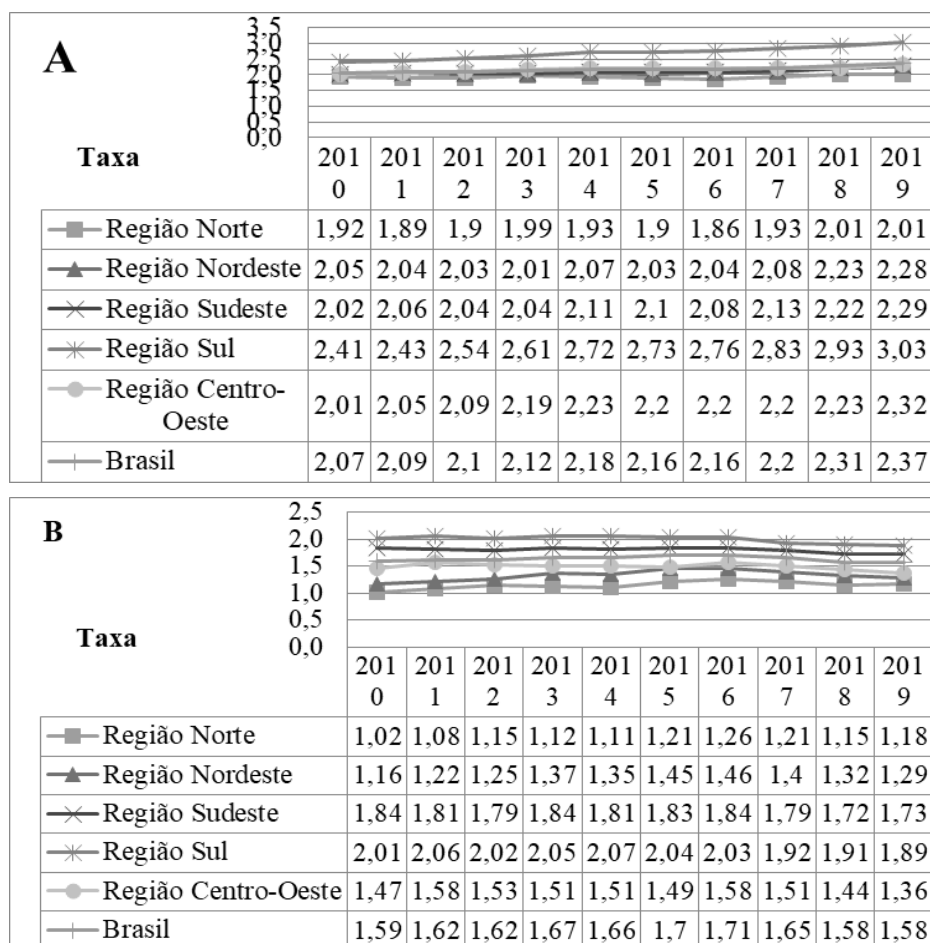 A
3,5
3,0
2,5
2,0
1,5
1,0
0,5
0,0
Taxa 2010 2011 2012 2013 2014 2015 2016 2017 2018 2019
Região Norte 1,92 1,89 1,9 1,99 1,93 1,9 1,86 1,93 2,01 2,01
Região Nordeste 2,05 2,04 2,03 2,01 2,07 2,03 2,04 2,08 2,23 2,28
Região Sudeste 2,02 2,06 2,04 2,04 2,11 2,1 2,08 2,13 2,22 2,29
Região Sul 2,41 2,43 2,54 2,61 2,72 2,73 2,76 2,83 2,93 3,03
Região Centro-
Oeste 2,01 2,05 2,09 2,19 2,23 2,2 2,2 2,2 2,23 2,32
Brasil 2,07 2,09 2,1 2,12 2,18 2,16 2,16 2,2 2,31 2,37
B
2,5
2,0
1,5
1,0
0,5
0,0
Taxa 2010 2011 2012 2013 2014 2015 2016 2017 2018 2019
Região Norte 1,02 1,08 1,15 1,12 1,11 1,21 1,26 1,21 1,15 1,18
Região Nordeste 1,16 1,22 1,25 1,37 1,35 1,45 1,46 1,4 1,32 1,29
Região Sudeste 1,84 1,81 1,79 1,84 1,81 1,83 1,84 1,79 1,72 1,73
Região Sul 2,01 2,06 2,02 2,05 2,07 2,04 2,03 1,92 1,91 1,89
Região Centro-Oeste 1,47 1,58 1,53 1,51 1,51 1,49 1,58 1,51 1,44 1,36
Brasil 1,59 1,62 1,62 1,67 1,66 1,7 1,71 1,65 1,58 1,58